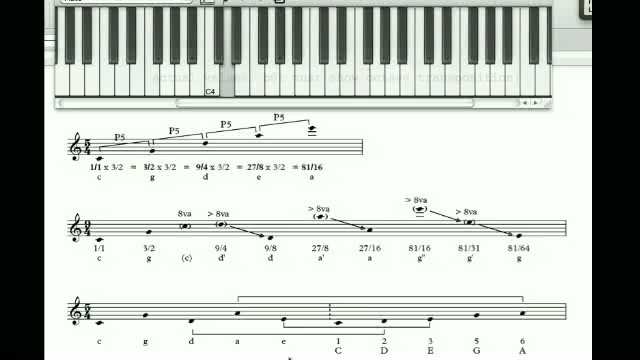 C4
P5 P5 P5 P5
1/1 x 3/2 = 3/2 x 3/2 = 9/4 x 3/2 = 27/8 x 3/2 = 81/16
c g d e a
8va > 8va > 8va > 8va > 8va
1/1 3/2 9/4 9/8 27/8 27/16 81/16 81/31 81/64
c g (c) d' d a' a g'' g' g
c g d a e 1 2 3 5 6
C D E G A